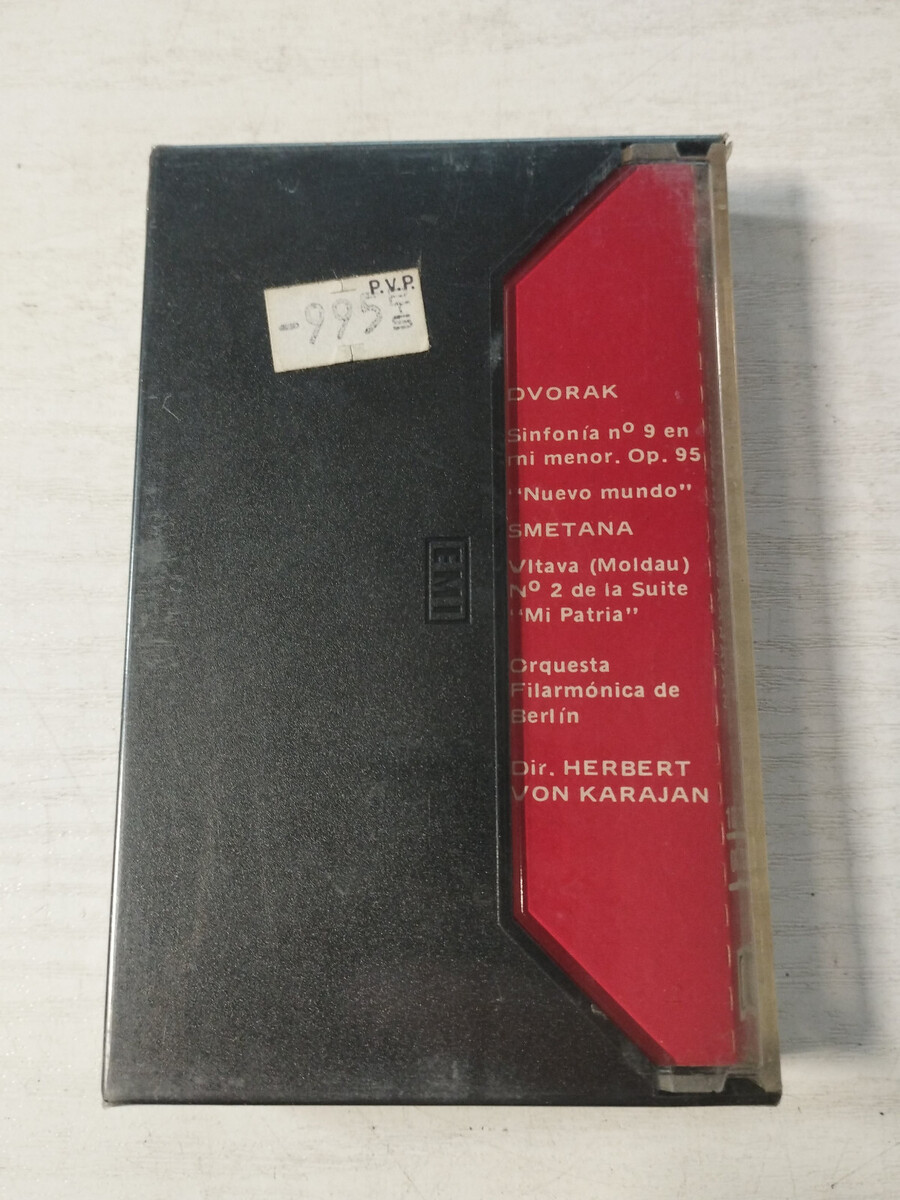 P.V.P.
-995 PTS
DVORAK
Sinfonía nº 9 en
mi menor. Op. 95
"Nuevo mundo"
SMETANA
Vltava (Moldau)
Nº 2 de la Suite
"Mi Patria"
Orquesta
Filarmónica de
Berlín
Dir. HERBERT
VON KARAJAN
EMI